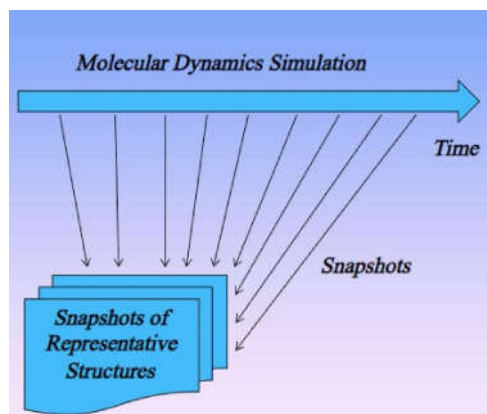 Molecular Dynamics Simulation
Time
Snapshots
Snapshots of
Representative
Structures